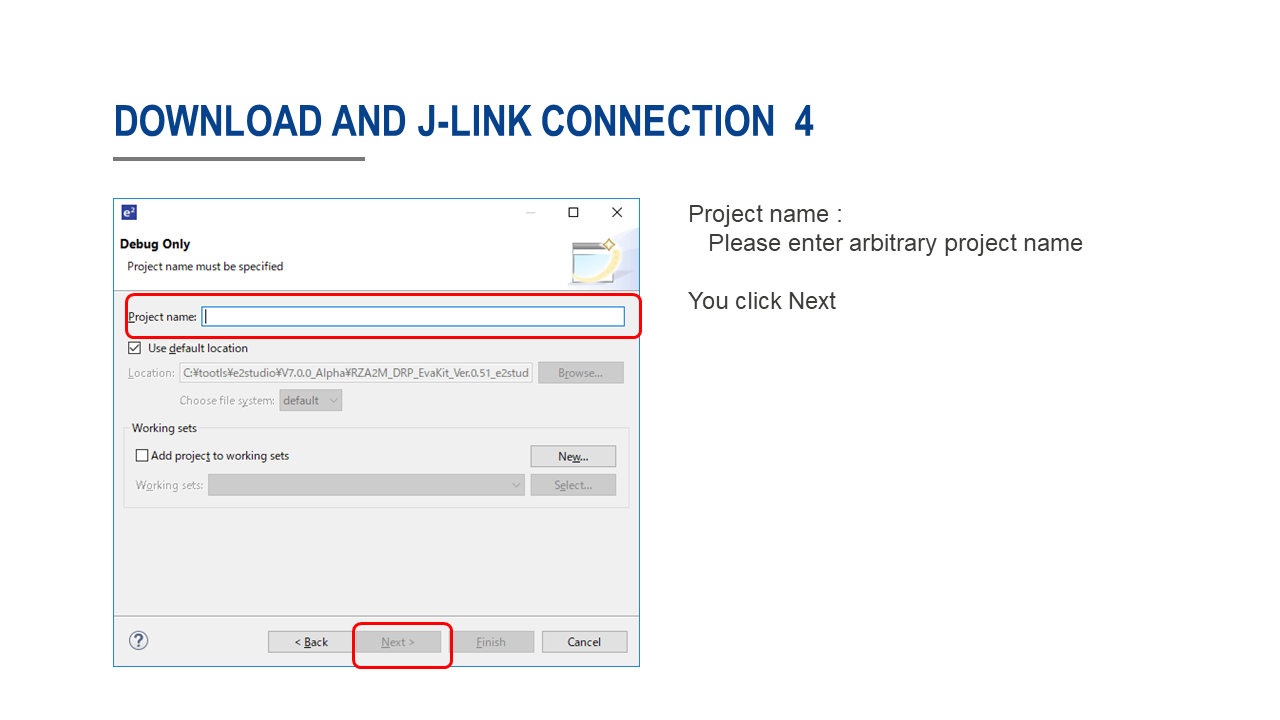 DOWNLOAD AND J-LINK CONNECTION 4
e²
Debug Only
Project name must be specified
Project name:
Use default location
Location: C:¥tootls¥e2studio¥V7.0.0_Alpha¥RZA2M_DRP_EvaKit_Ver.0.51_e2stud Browse...
Choose file system: default
Working sets
Add project to working sets New...
Working sets: Select...
? < Back Next > Finish Cancel
Project name :
Please enter arbitrary project name
You click Next